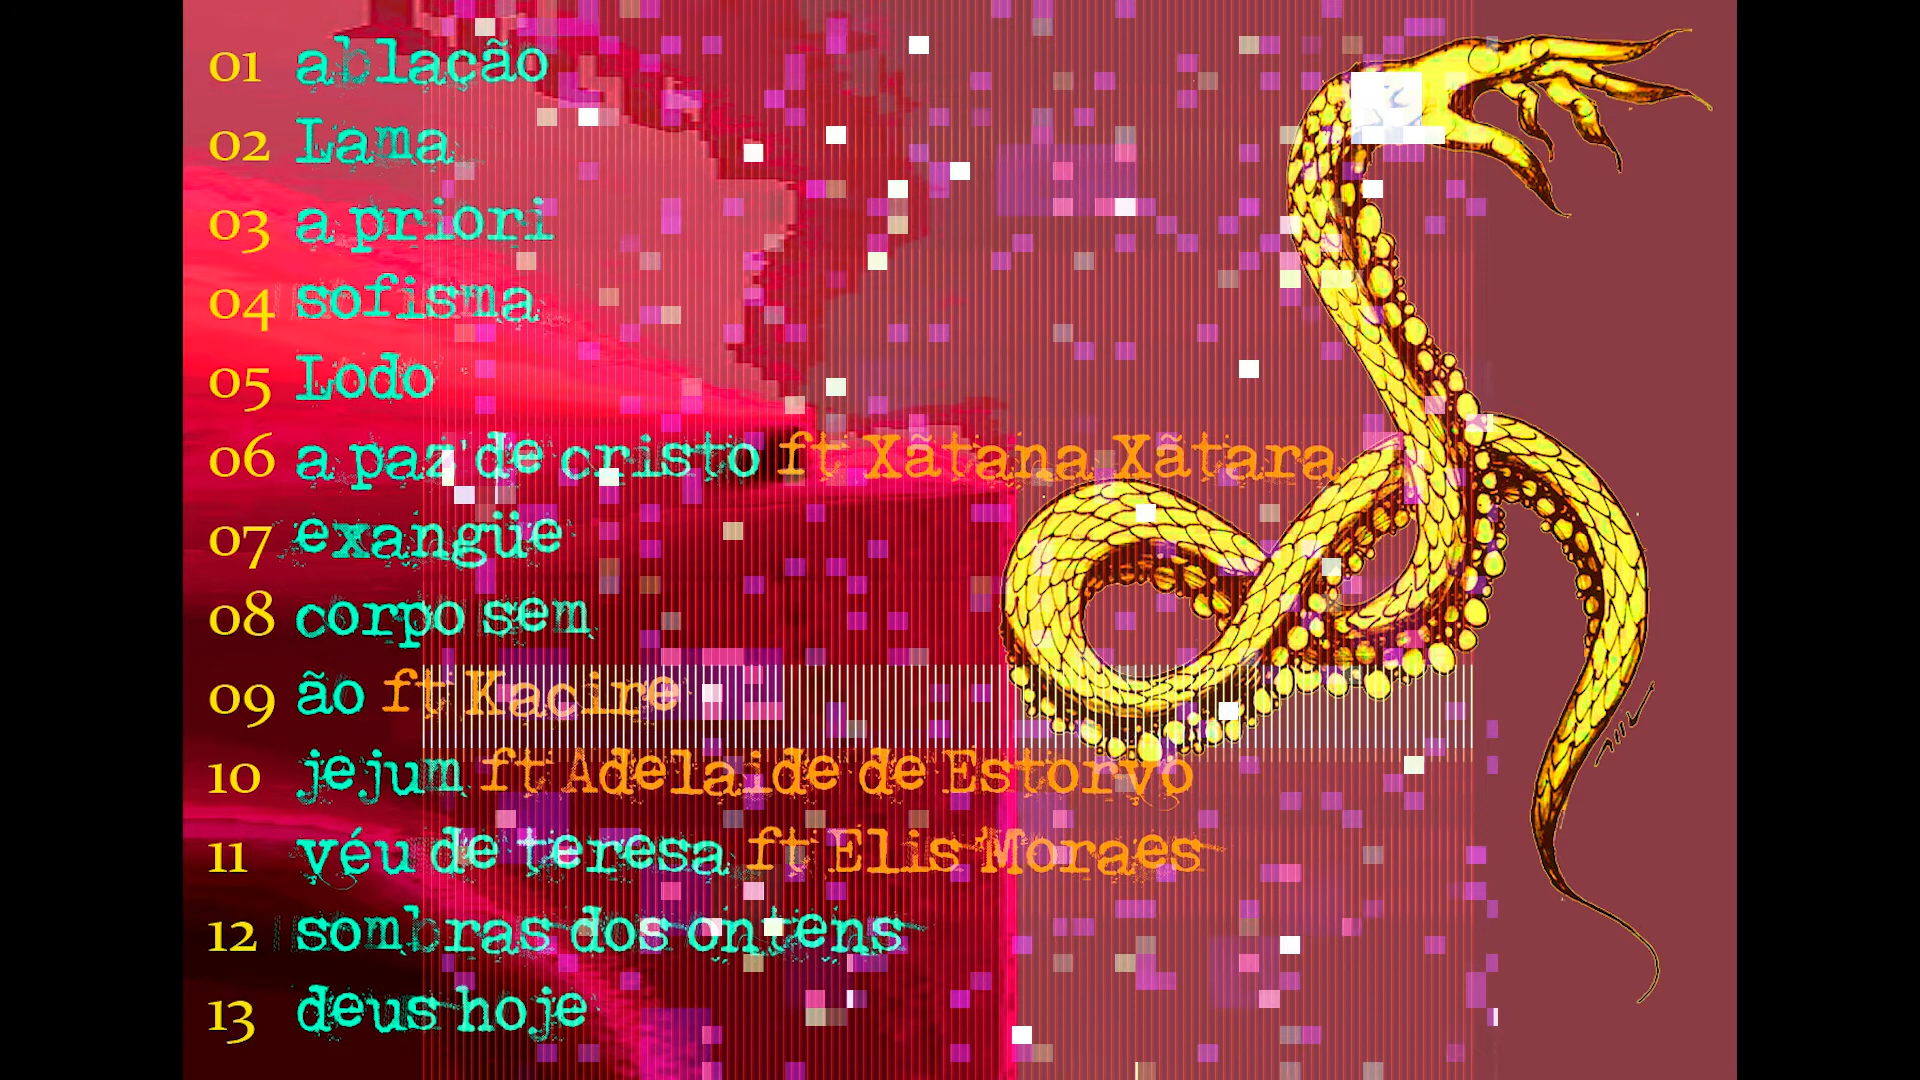 01 ablação
02 Lama
03 a priori
04 sofisma
05 Lodo
06 a paz de cristo ft Xãtana Xãtara
07 exangüe
08 corpo sem
09 ão ft Kacire
10 jejum ft Adelaide de Estorvo
11 véu de teresa ft Elis Moraes
12 sombras dos ontens
13 deus hoje